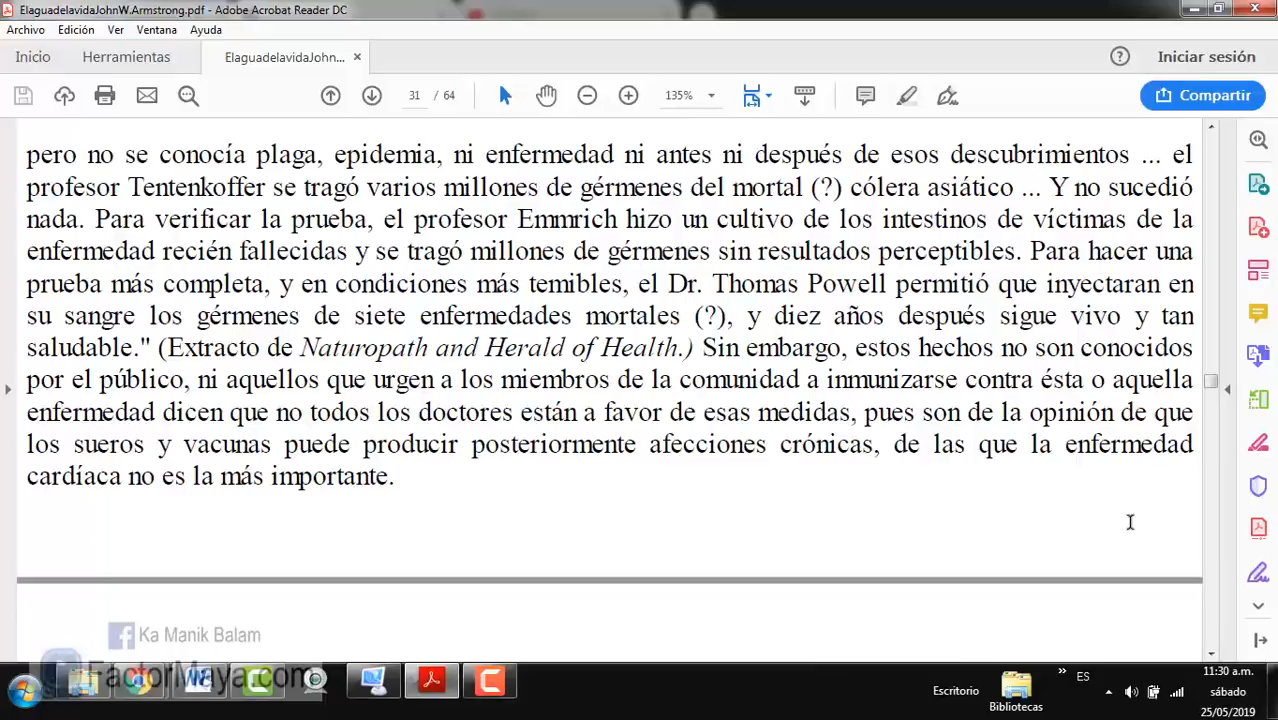 ElaguadelavidaJohnW.Armstrong.pdf - Adobe Acrobat Reader DC
Archivo Edición Ver Ventana Ayuda
Inicio Herramientas ElaguadelavidaJohn... × Iniciar sesión
31 / 64 135% Compartir
pero no se conocía plaga, epidemia, ni enfermedad ni antes ni después de esos descubrimientos ... el
profesor Tentenkoffer se tragó varios millones de gérmenes del mortal (?) cólera asiático ... Y no sucedió
nada. Para verificar la prueba, el profesor Emmrich hizo un cultivo de los intestinos de víctimas de la
enfermedad recién fallecidas y se tragó millones de gérmenes sin resultados perceptibles. Para hacer una
prueba más completa, y en condiciones más temibles, el Dr. Thomas Powell permitió que inyectaran en
su sangre los gérmenes de siete enfermedades mortales (?), y diez años después sigue vivo y tan
saludable." (Extracto de Naturopath and Herald of Health.) Sin embargo, estos hechos no son conocidos
por el público, ni aquellos que urgen a los miembros de la comunidad a inmunizarse contra ésta o aquella
enfermedad dicen que no todos los doctores están a favor de esas medidas, pues son de la opinión de que
los sueros y vacunas puede producir posteriormente afecciones crónicas, de las que la enfermedad
cardíaca no es la más importante.
Ka Manik Balam
FactorMaya.com
Escritorio
Bibliotecas
» ES
11:30 a.m.
sábado
25/05/2019